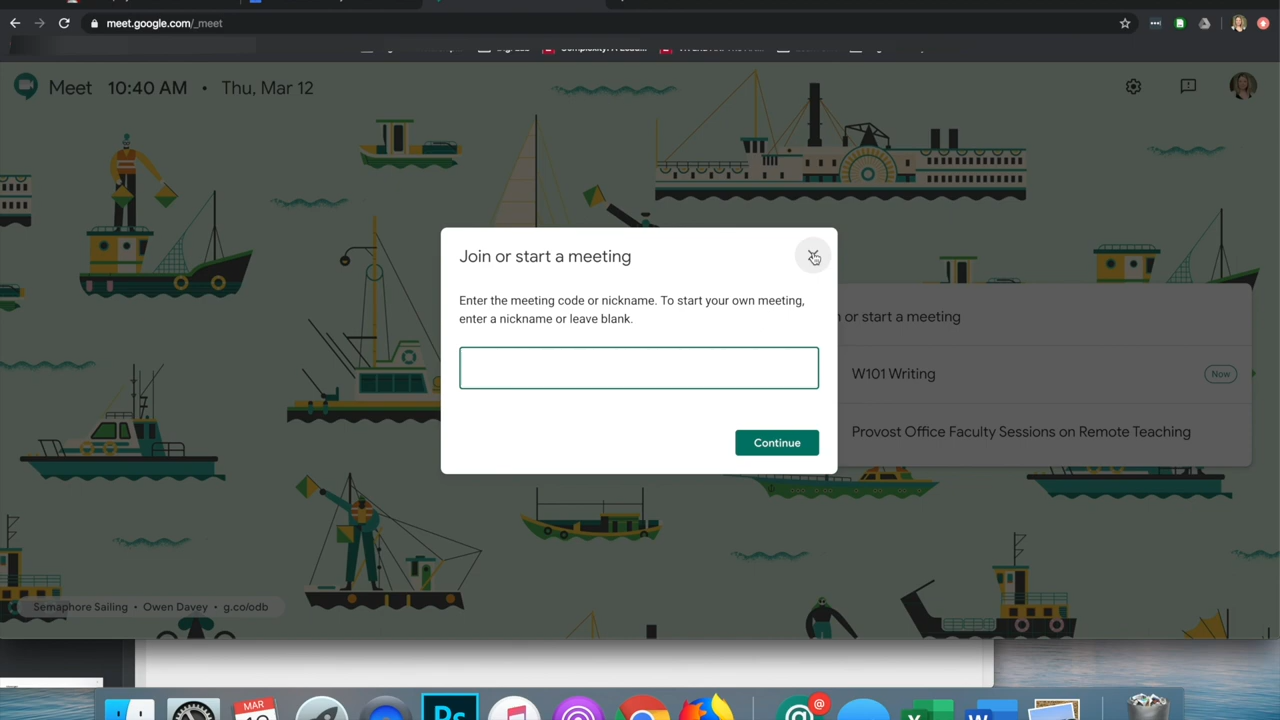 meet.google.com/_meet
Meet 10:40 AM • Thu, Mar 12
Join or start a meeting
Enter the meeting code or nickname. To start your own meeting,
enter a nickname or leave blank.
Continue
or start a meeting
W101 Writing
Now
Provost Office Faculty Sessions on Remote Teaching
Semaphore Sailing • Owen Davey • g.co/odb
MAR
Ps
@